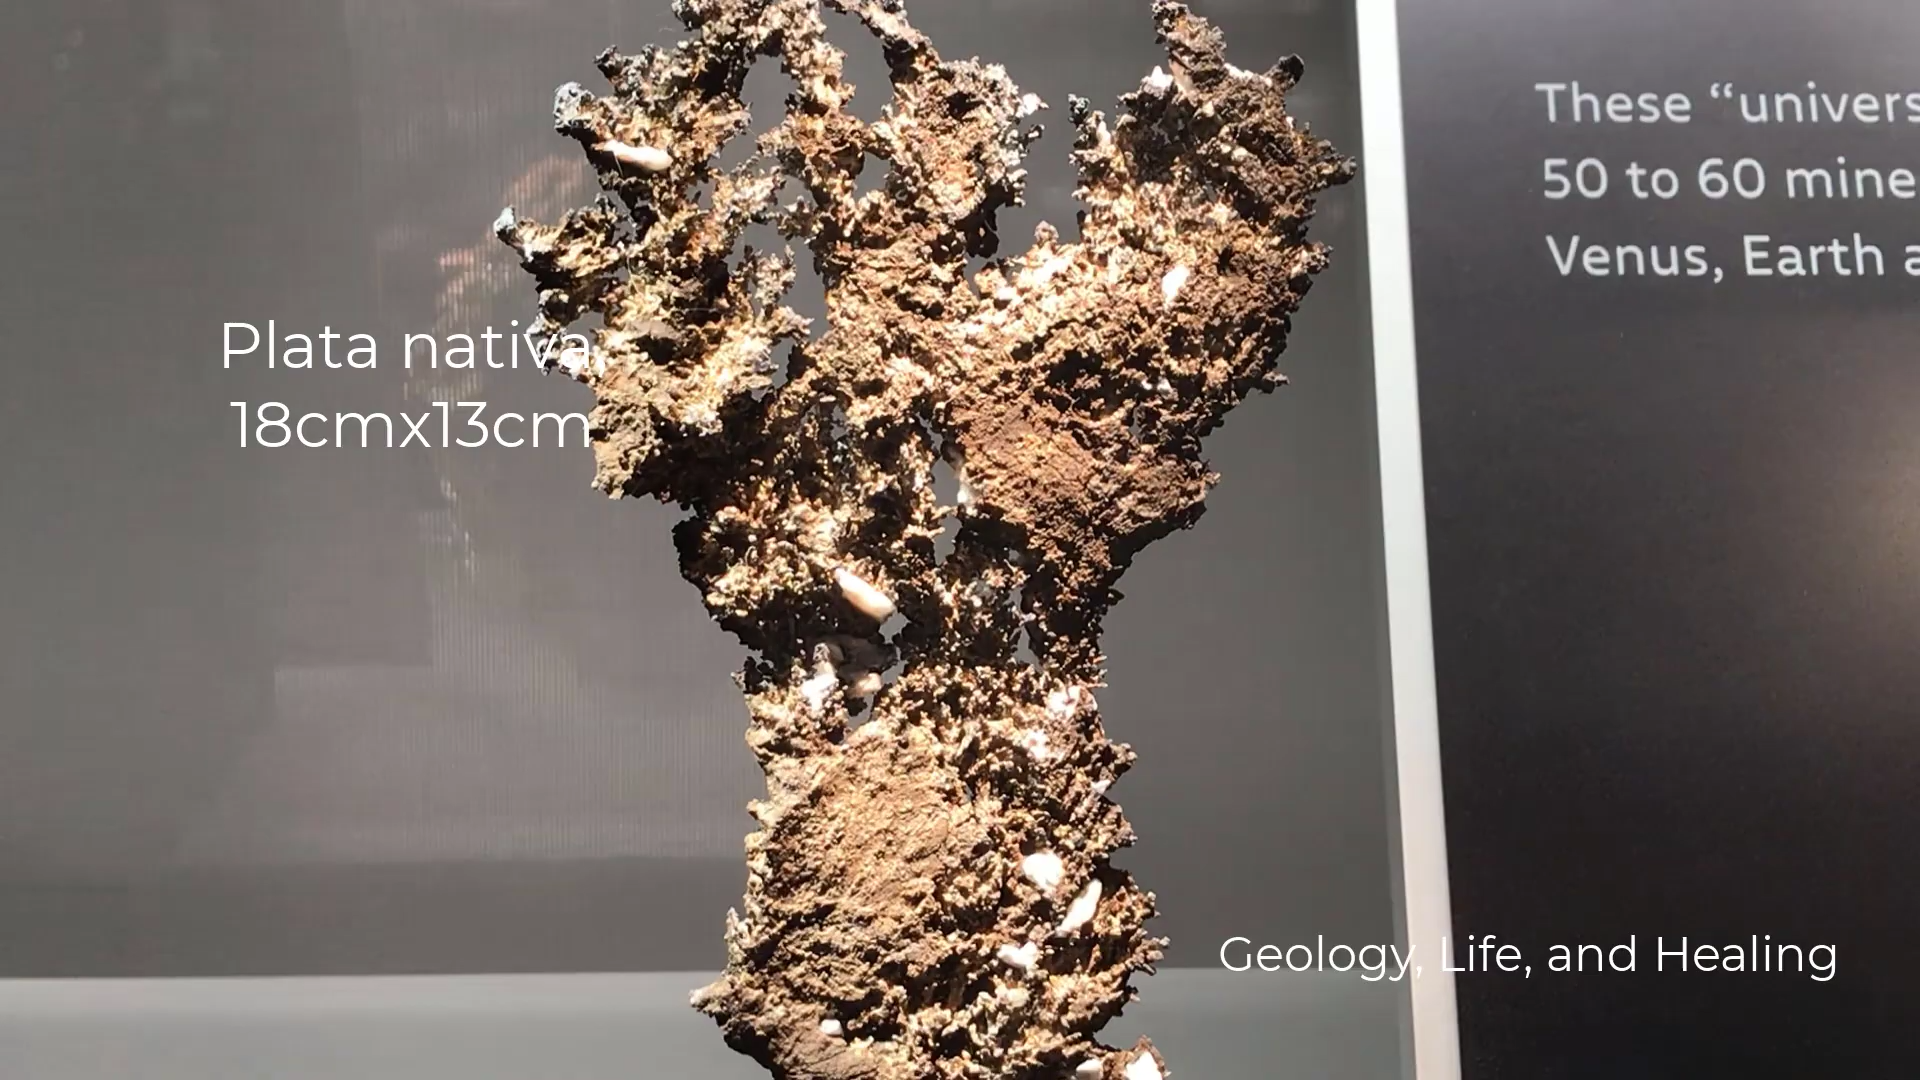 Plata nativa,
18cmx13cm
These “univers
50 to 60 mine
Venus, Earth a
Geology, Life, and Healing